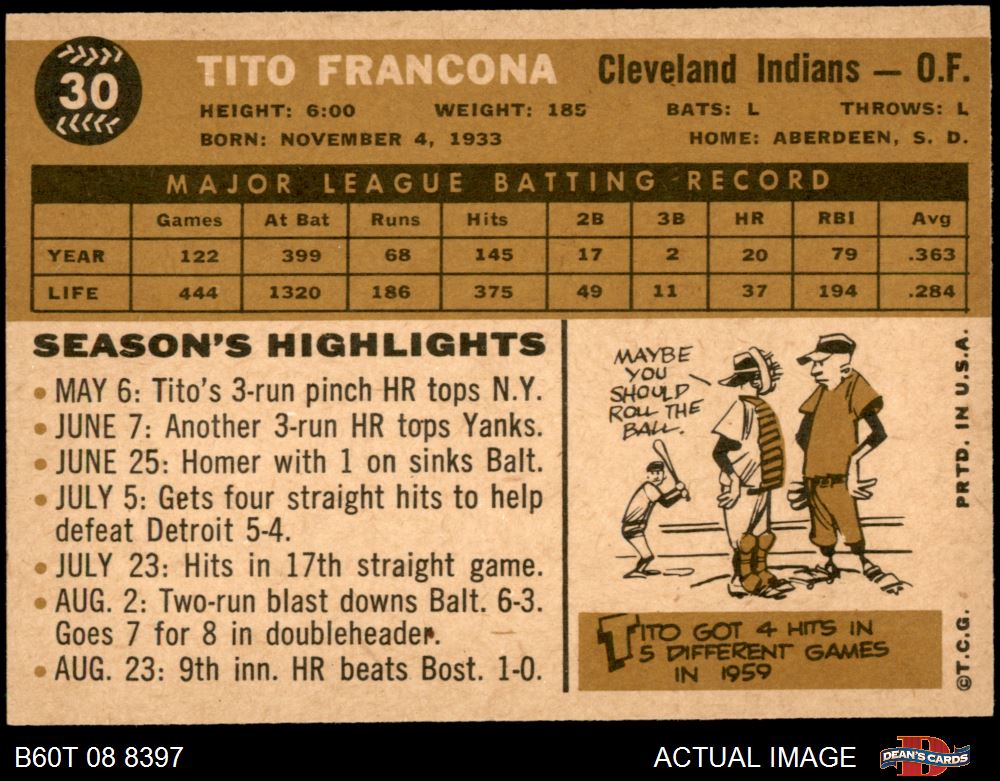 30
TITO FRANCONA Cleveland Indians — O.F.
HEIGHT: 6:00 WEIGHT: 185 BATS: L THROWS: L
BORN: NOVEMBER 4, 1933 HOME: ABERDEEN, S. D.
MAJOR LEAGUE BATTING RECORD
Games At Bat Runs Hits 2B 3B HR RBI Avg
YEAR 122 399 68 145 17 2 20 79 .363
LIFE 444 1320 186 375 49 11 37 194 .284
SEASON'S HIGHLIGHTS
• MAY 6: Tito's 3-run pinch HR tops N.Y.
• JUNE 7: Another 3-run HR tops Yanks.
• JUNE 25: Homer with 1 on sinks Balt.
• JULY 5: Gets four straight hits to help
defeat Detroit 5-4.
• JULY 23: Hits in 17th straight game.
• AUG. 2: Two-run blast downs Balt. 6-3.
Goes 7 for 8 in doubleheader.
• AUG. 23: 9th inn. HR beats Bost. 1-0.
MAYBE
YOU
SHOULD
ROLL THE
BALL.
TITO GOT 4 HITS IN
5 DIFFERENT GAMES
IN 1959
PRTD. IN U.S.A.
©T.C.G.
B60T 08 8397 ACTUAL IMAGE DEAN'S CARDS